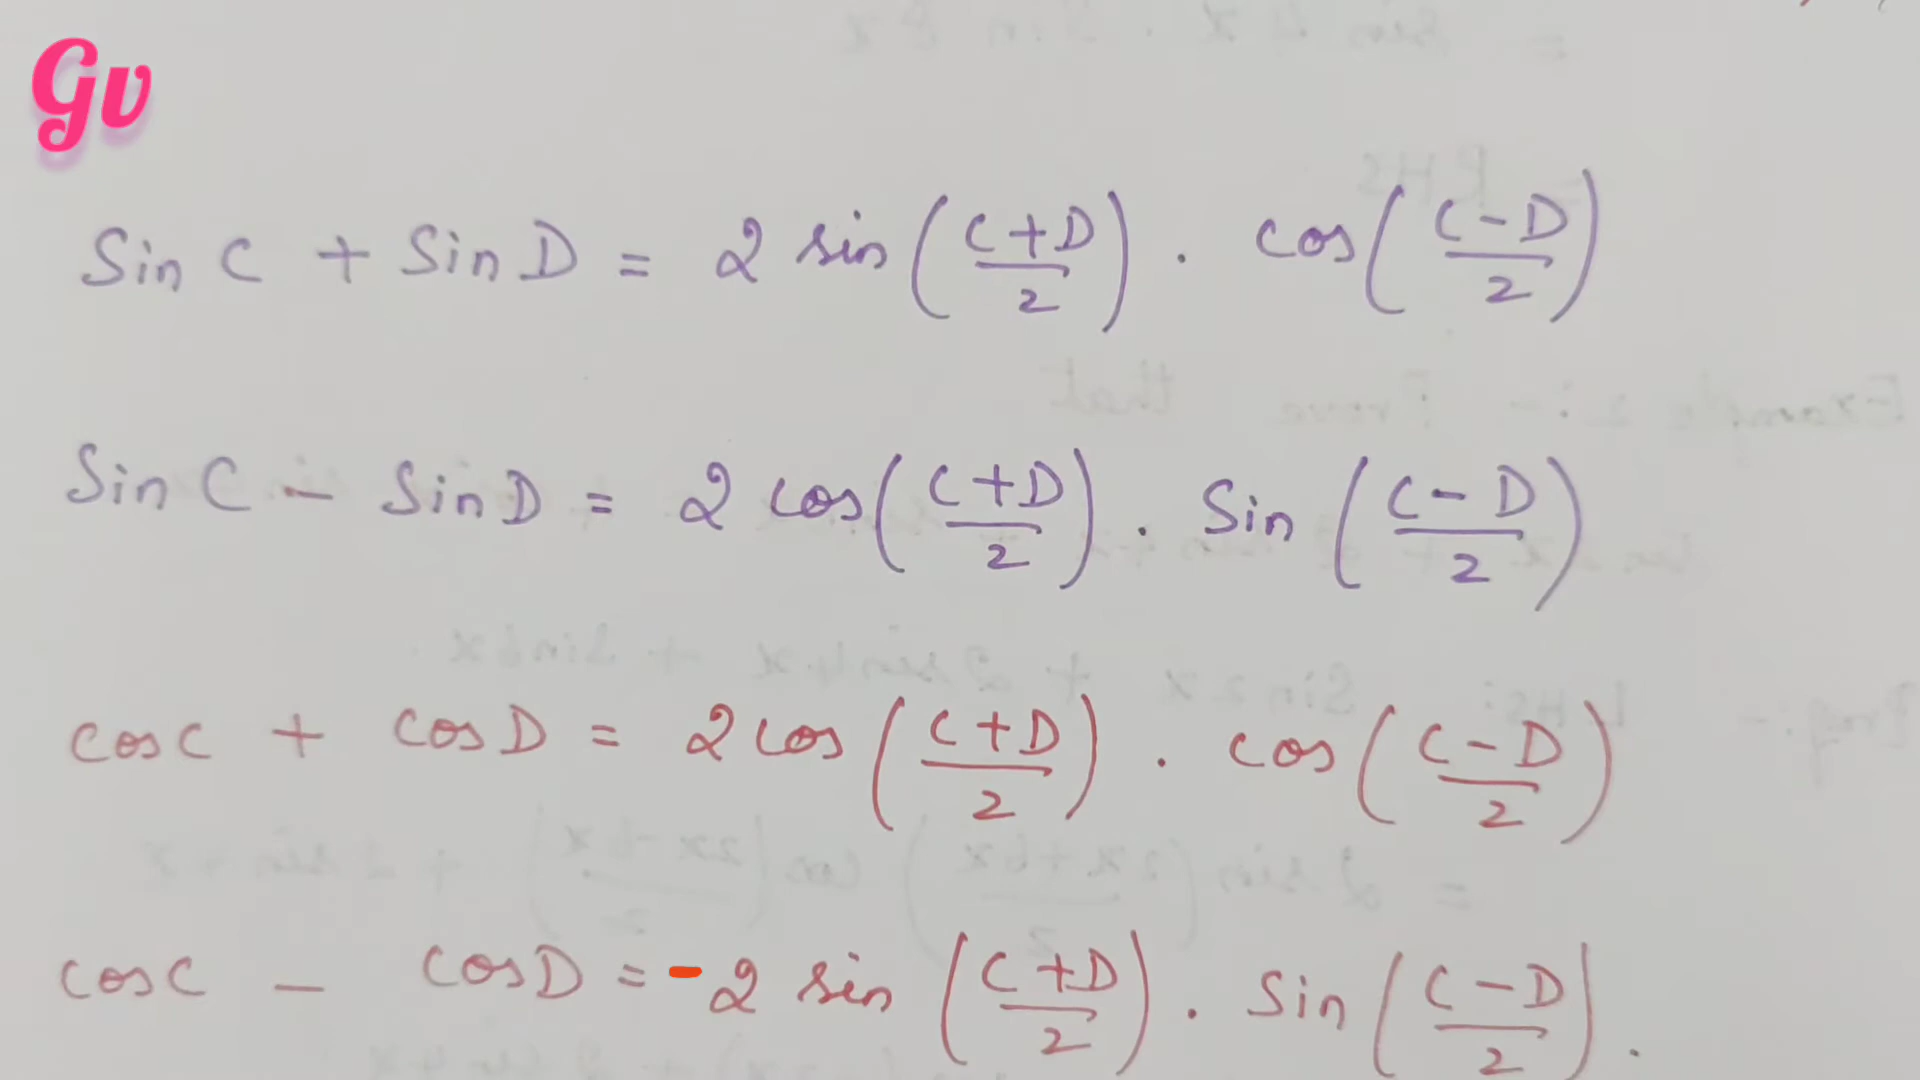 Gv
Sin C + Sin D = 2 sin (C+D/2) . cos (C-D/2)
Sin C - Sin D = 2 cos (C+D/2) . Sin (C-D/2)
cos C + cos D = 2 cos (C+D/2) . cos (C-D/2)
cos C - cos D = -2 sin (C+D/2) . Sin (C-D/2).